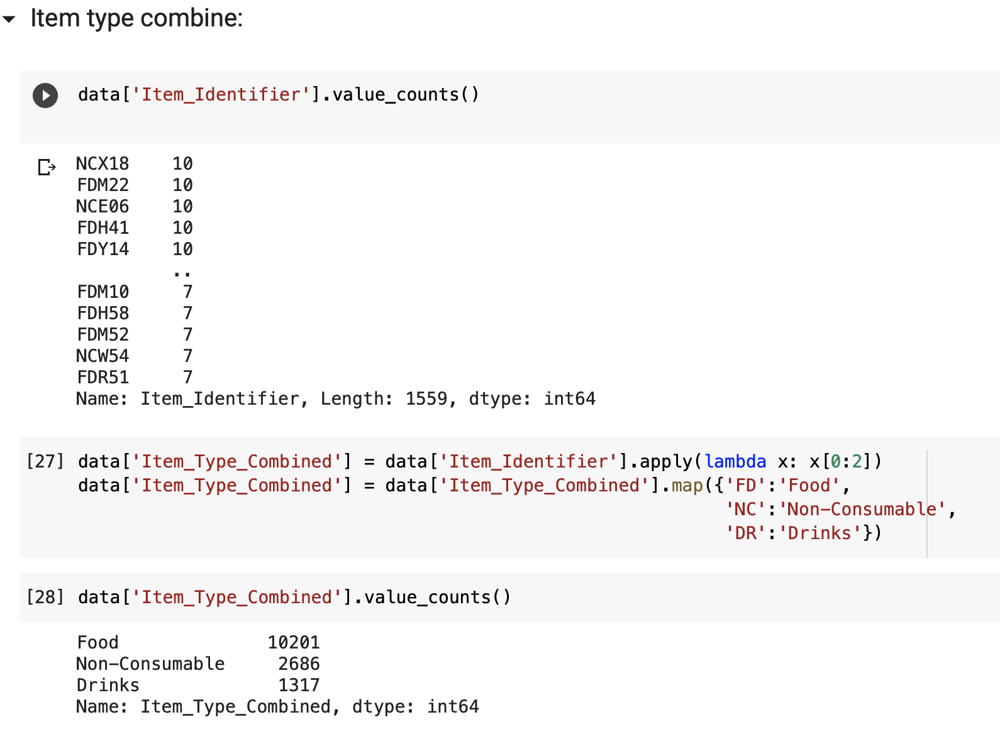 Item type combine:
data['Item_Identifier'].value_counts()
NCX18    10
FDM22    10
NCE06    10
FDH41    10
FDY14    10
         ..
FDM10     7
FDH58     7
FDM52     7
NCW54     7
FDR51     7
Name: Item_Identifier, Length: 1559, dtype: int64
[27] data['Item_Type_Combined'] = data['Item_Identifier'].apply(lambda x: x[0:2])
data['Item_Type_Combined'] = data['Item_Type_Combined'].map({'FD':'Food',
'NC':'Non-Consumable',
'DR':'Drinks'})
[28] data['Item_Type_Combined'].value_counts()
Food              10201
Non-Consumable     2686
Drinks             1317
Name: Item_Type_Combined, dtype: int64